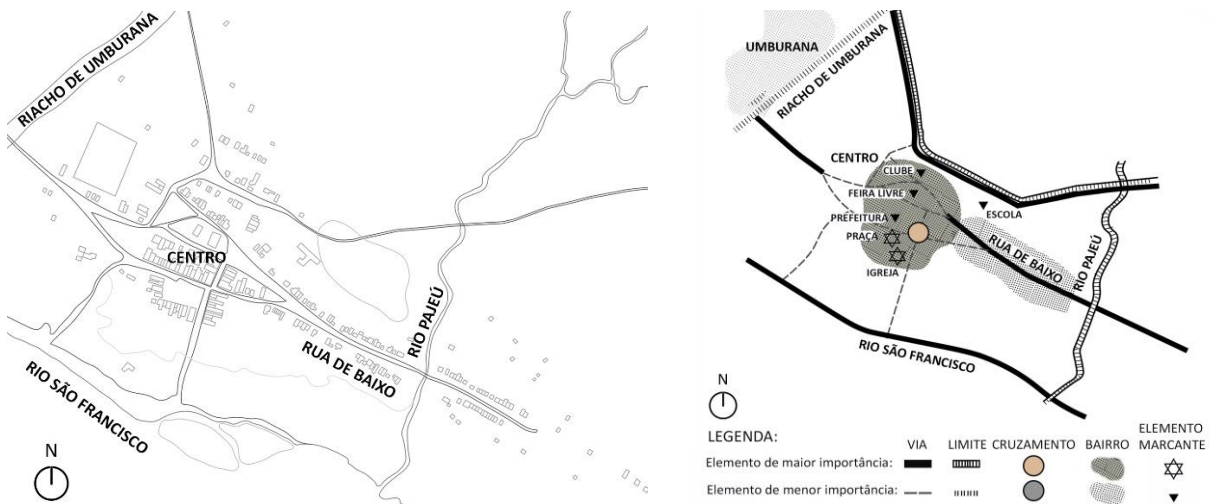 RIACHO DE UMBURANA
CENTRO
RIO PAJEÚ
RUA DE BAIXO
RIO SÃO FRANCISCO
N
UMBURANA
RIACHO DE UMBURANA
CENTRO
CLUBE
FEIRA LIVRE
ESCOLA
PREFEITURA
PRAÇA
IGREJA
RUA DE BAIXO
RIO PAJEÚ
RIO SÃO FRANCISCO
N
LEGENDA:
VIA LIMITE CRUZAMENTO BAIRRO ELEMENTO MARCANTE
Elemento de maior importância:
Elemento de menor importância: